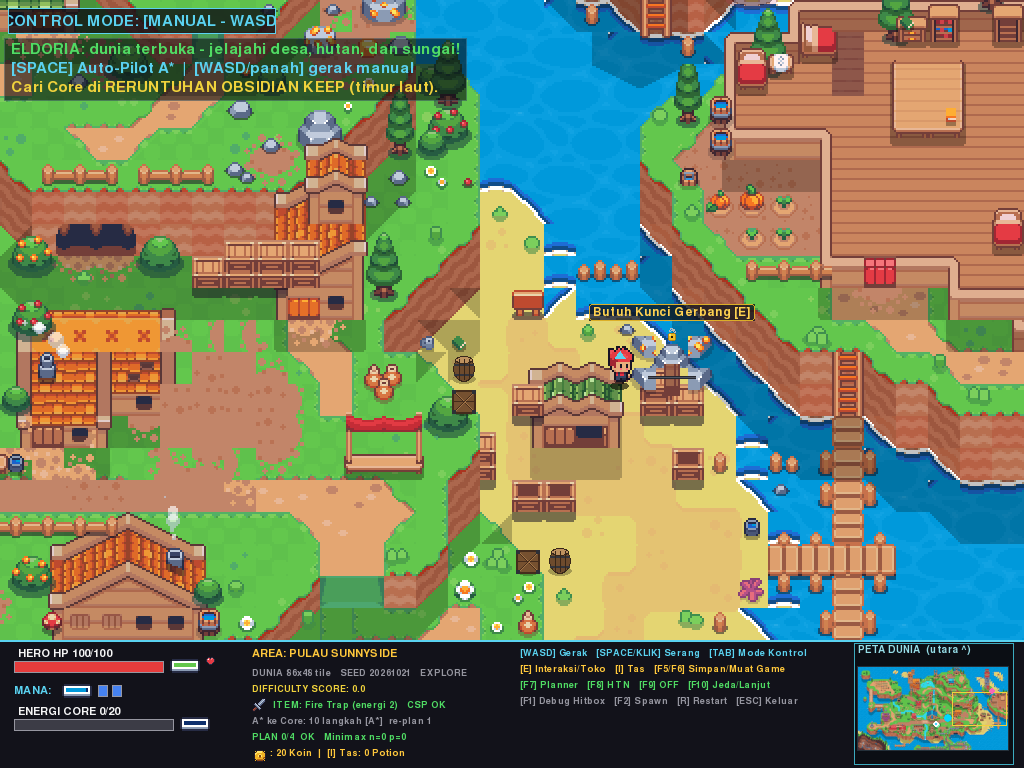 CONTROL MODE: [MANUAL - WASD
ELDORIA: dunia terbuka - jelajahi desa, hutan, dan sungai!
[SPACE] Auto-Pilot A* | [WASD/panah] gerak manual
Cari Core di RERUNTUHAN OBSIDIAN KEEP (timur laut).
Butuh Kunci Gerbang [E]
HERO HP 100/100
MANA:
ENERGI CORE 0/20
AREA: PULAU SUNNYSIDE
DUNIA 86x48 tile SEED 20261021 EXPLORE
DIFFICULTY SCORE: 0.0
ITEM: Fire Trap (energi 2) CSP OK
A* ke Core: 10 langkah [A*] re-plan 1
PLAN 0/4 OK Minimax n=0 p=0
: 20 Koin | [I] Tas: 0 Potion
[WASD] Gerak [SPACE/KLIK] Serang [TAB] Mode Kontrol
[E] Interaksi/Toko [I] Tas [F5/F6] Simpan/Muat Game
[F7] Planner [F8] HTN [F9] OFF [F10] Jeda/Lanjut
[F1] Debug Hitbox [F2] Spawn [R] Restart [ESC] Keluar
PETA DUNIA (utara ^)